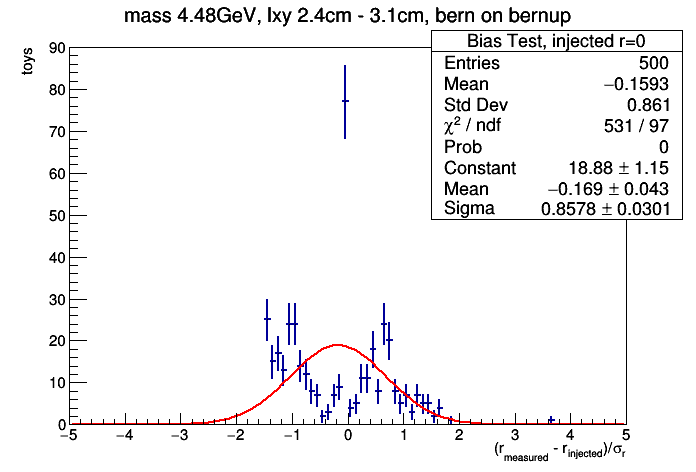 mass 4.48GeV, lxy 2.4cm - 3.1cm, bern on bernup
toys
Bias Test, injected r=0
Entries 500
Mean −0.1593
Std Dev 0.861
χ² / ndf 531 / 97
Prob 0
Constant 18.88 ± 1.15
Mean −0.169 ± 0.043
Sigma 0.8578 ± 0.0301
90
80
70
60
50
40
30
20
10
0
−5 −4 −3 −2 −1 0 1 2 3 4 5
(r_measured - r_injected)/σ_r